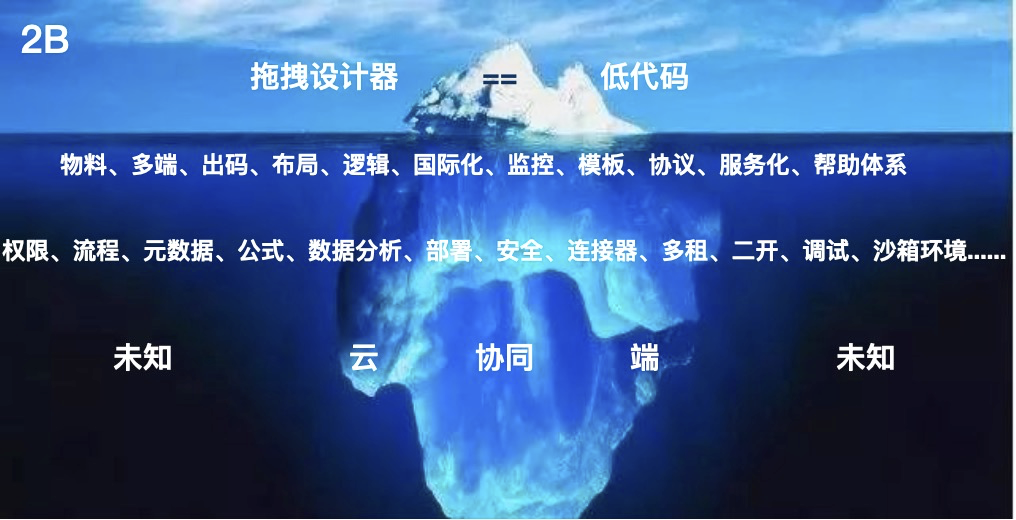 2B
拖拽设计器 == 低代码
物料、多端、出码、布局、逻辑、国际化、监控、模板、协议、服务化、帮助体系
权限、流程、元数据、公式、数据分析、部署、安全、连接器、多租、二开、调试、沙箱环境......
未知 云 协同 端 未知